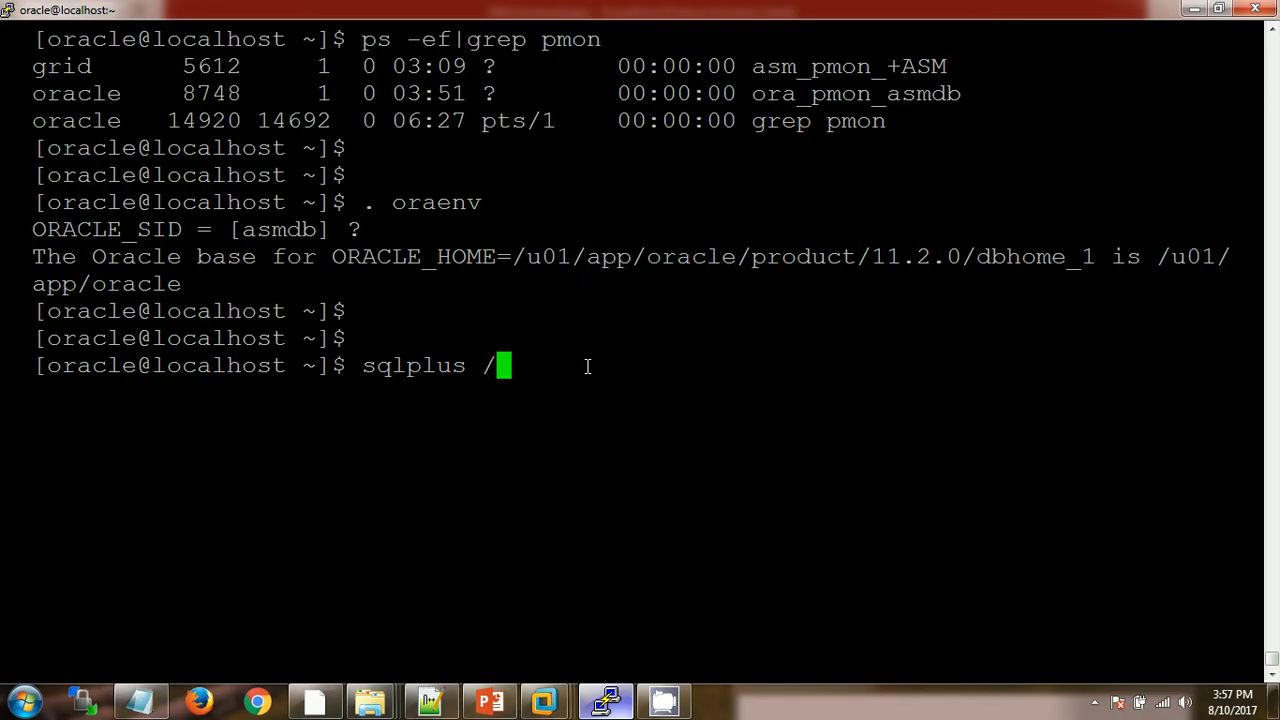 oracle@localhost:~
[oracle@localhost ~]$ ps -ef|grep pmon
grid      5612     1  0 03:09 ?        00:00:00 asm_pmon_+ASM
oracle    8748     1  0 03:51 ?        00:00:00 ora_pmon_asmdb
oracle   14920 14692  0 06:27 pts/1    00:00:00 grep pmon
[oracle@localhost ~]$
[oracle@localhost ~]$
[oracle@localhost ~]$ . oraenv
ORACLE_SID = [asmdb] ?
The Oracle base for ORACLE_HOME=/u01/app/oracle/product/11.2.0/dbhome_1 is /u01/
app/oracle
[oracle@localhost ~]$
[oracle@localhost ~]$
[oracle@localhost ~]$ sqlplus /
3:57 PM
8/10/2017